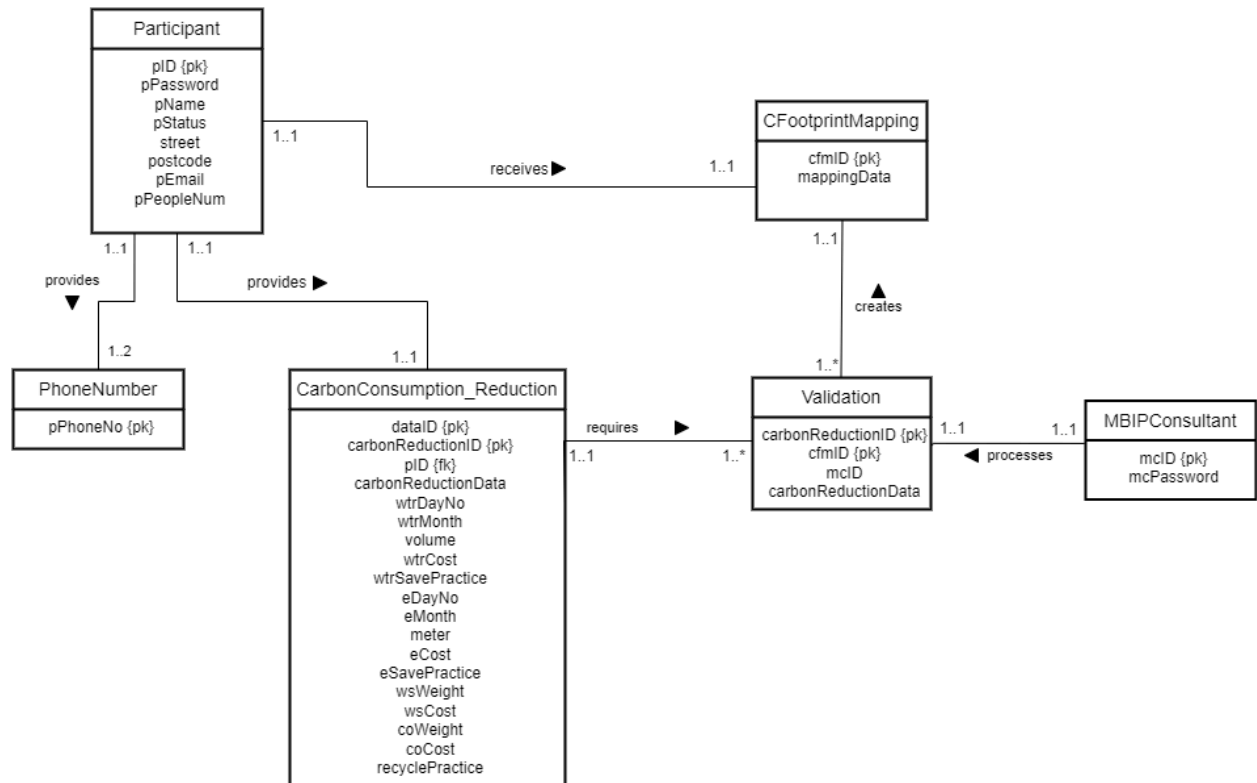 Participant
pID {pk}
pPassword
pName
pStatus
street
postcode
pEmail
pPeopleNum
1..1
receives
1..1
CFootprintMapping
cfmID {pk}
mappingData
1..1
1..1
provides
provides
1..2
1..1
1..1
creates
1..*
PhoneNumber
pPhoneNo {pk}
CarbonConsumption_Reduction
dataID {pk}
carbonReductionID {pk}
pID {fk}
carbonReductionData
wtrDayNo
wtrMonth
volume
wtrCost
wtrSavePractice
eDayNo
eMonth
meter
eCost
eSavePractice
wsWeight
wsCost
coWeight
coCost
recyclePractice
requires
1..1
1..*
Validation
carbonReductionID {pk}
cfmID {pk}
mcID
carbonReductionData
1..1
1..1
processes
MBIPConsultant
mcID {pk}
mcPassword